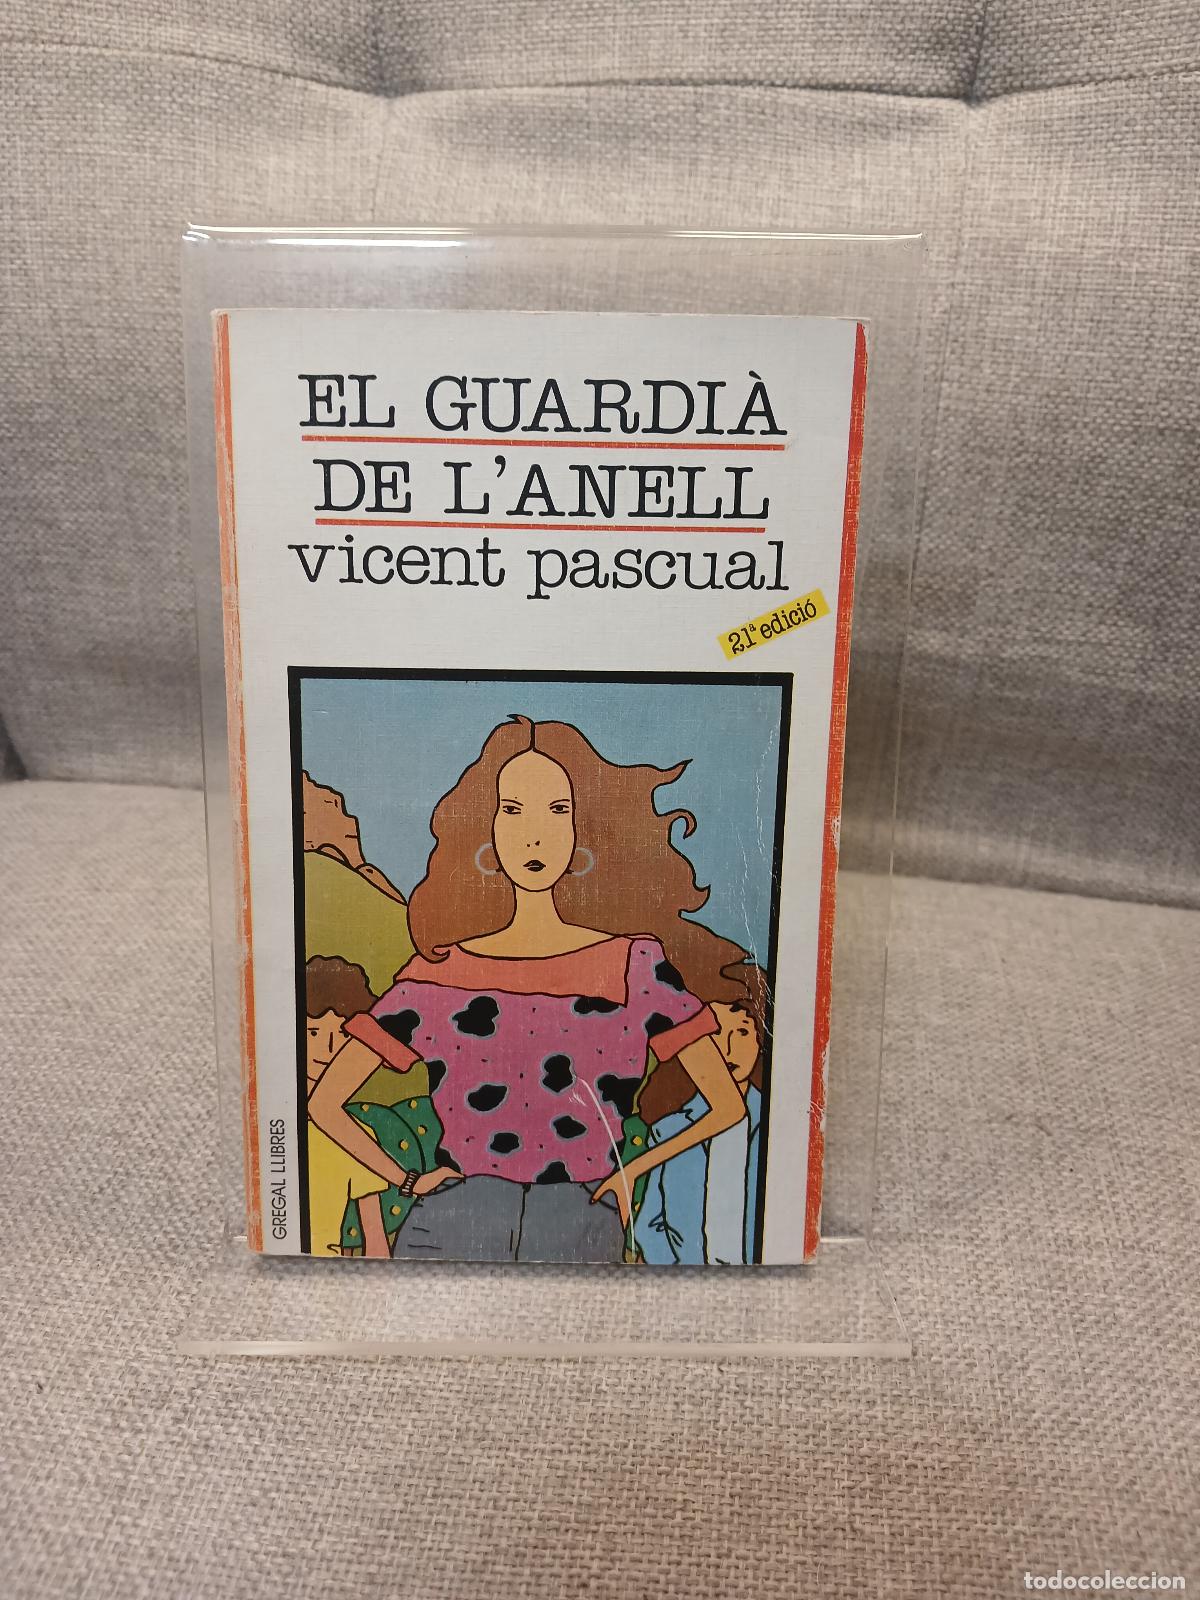 EL GUARDIÀ
DE L'ANELL
vicent pascual
21ª edició
GREGAL LLIBRES
todocoleccion